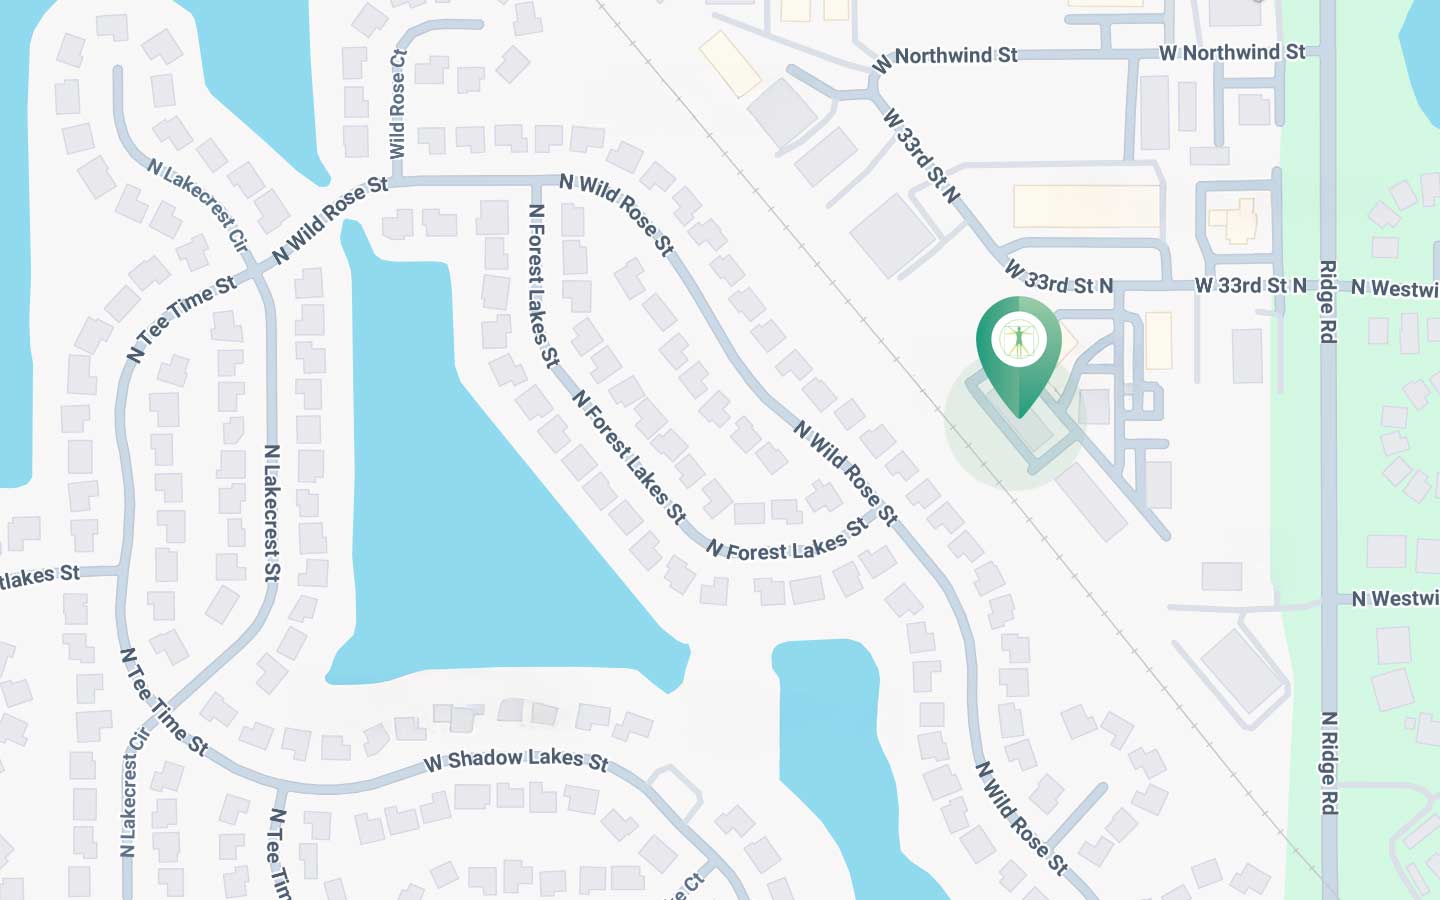 W Northwind St
W Northwind St
Wild Rose Ct
W 33rd St N
N Lakecrest Cir
N Wild Rose St
N Wild Rose St
N Forest Lakes St
N Tee Time St
W 33rd St N
W 33rd St N
N Westwi
Ridge Rd
N Forest Lakes St
N Wild Rose St
N Lakecrest St
N Forest Lakes St
tlakes St
N Westwi
N Tee Time St
N Lakecrest Cir
W Shadow Lakes St
N Ridge Rd
N Wild Rose St
N Tee Tim
e Ct